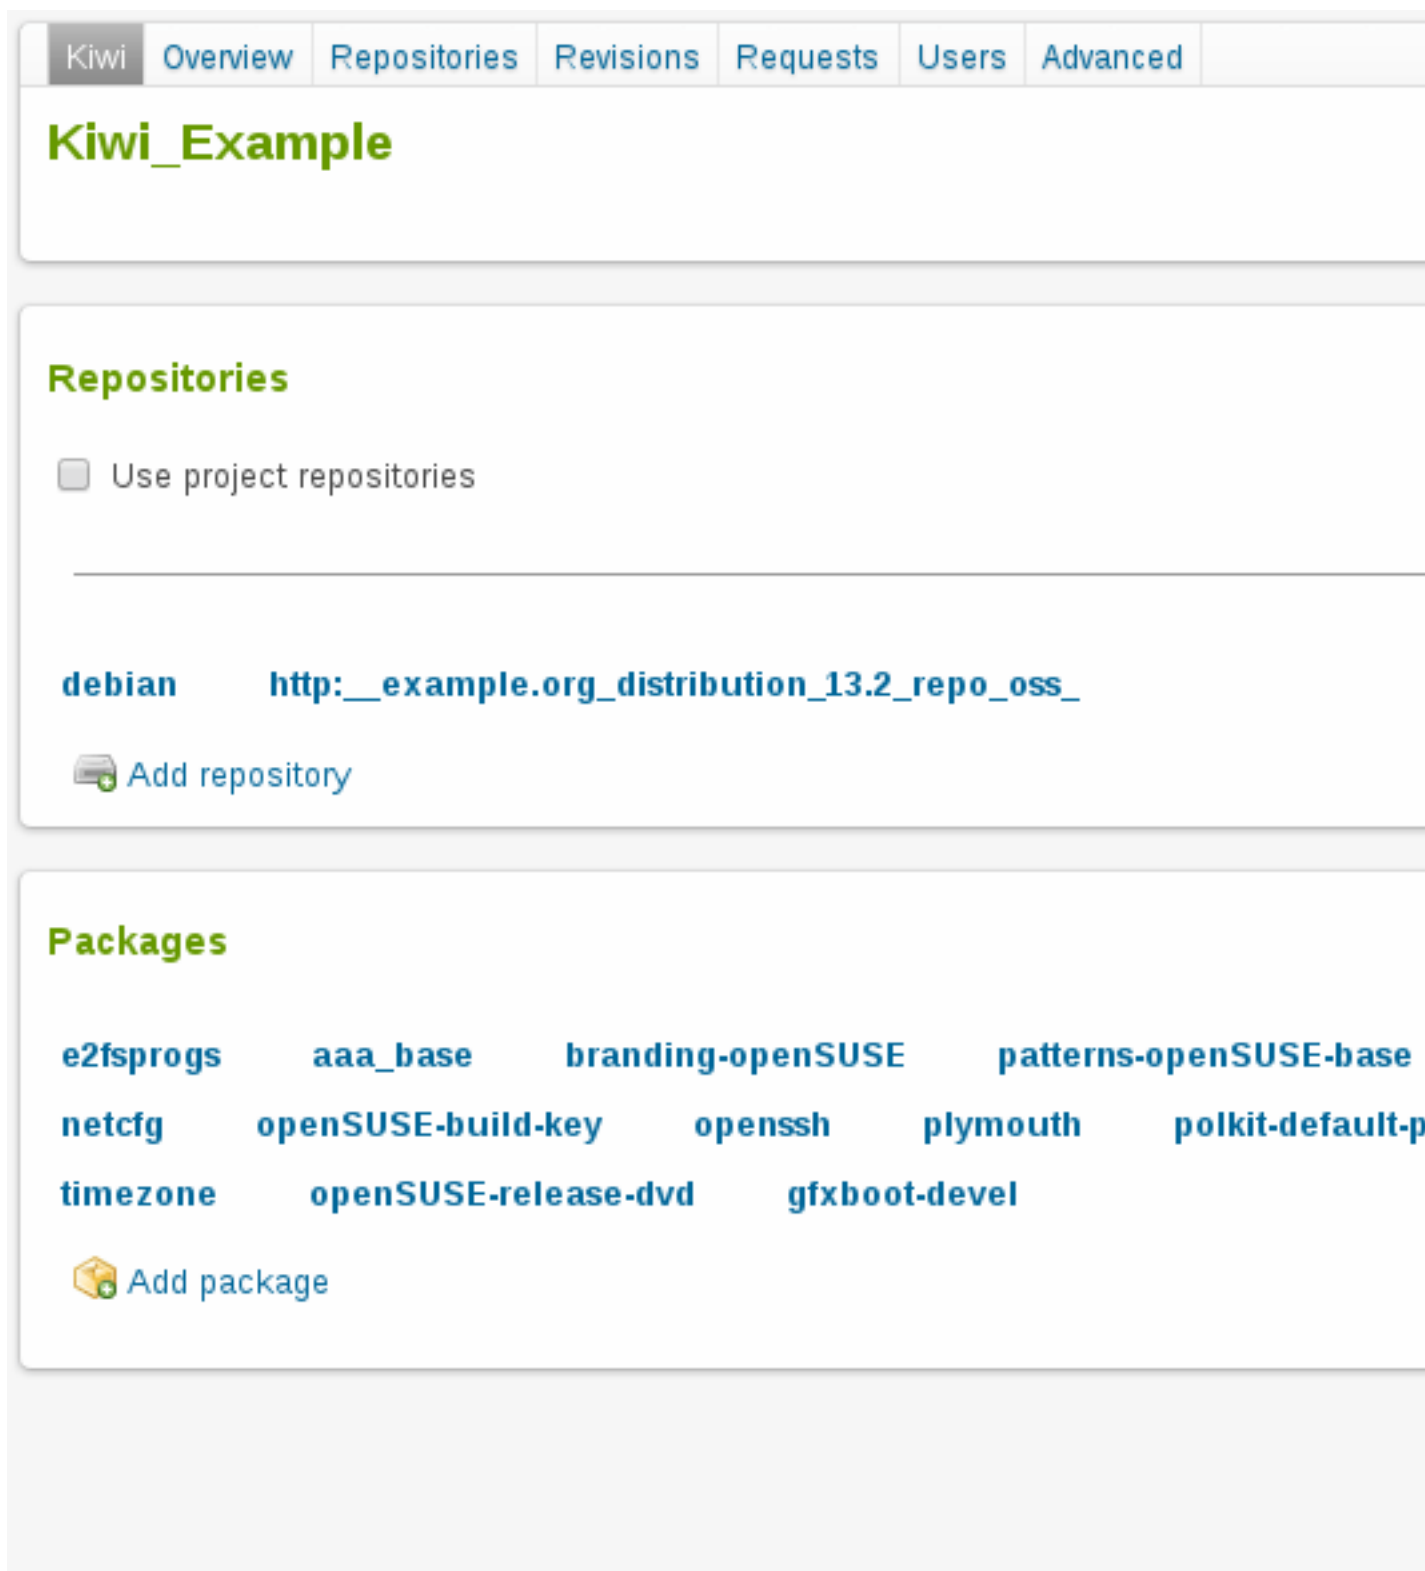 Kiwi Overview Repositories Revisions Requests Users Advanced
Kiwi_Example
Repositories
Use project repositories
debian http:__example.org_distribution_13.2_repo_oss_
Add repository
Packages
e2fsprogs aaa_base branding-openSUSE patterns-openSUSE-base
netcfg openSUSE-build-key openssh plymouth polkit-default-p
timezone openSUSE-release-dvd gfxboot-devel
Add package